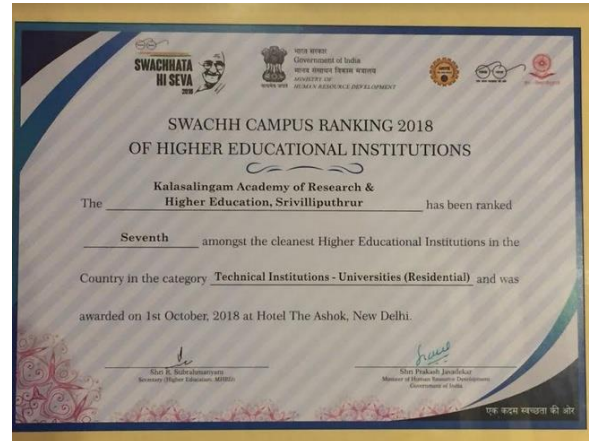 SWACHHATA
HI SEVA
2018
भारत सरकार
Government of India
मानव संसाधन विकास मंत्रालय
MINISTRY OF
HUMAN RESOURCE DEVELOPMENT
SWACHH CAMPUS RANKING 2018
OF HIGHER EDUCATIONAL INSTITUTIONS
Kalasalingam Academy of Research &
The Higher Education, Srivilliputhrur has been ranked
Seventh amongst the cleanest Higher Educational Institutions in the
Country in the category Technical Institutions - Universities (Residential) and was
awarded on 1st October, 2018 at Hotel The Ashok, New Delhi.
Shri R. Subrahmanyam
Secretary (Higher Education, MHRD)
Shri Prakash Javadekar
Minister of Human Resource Development
Government of India
एक कदम स्वच्छता की ओर